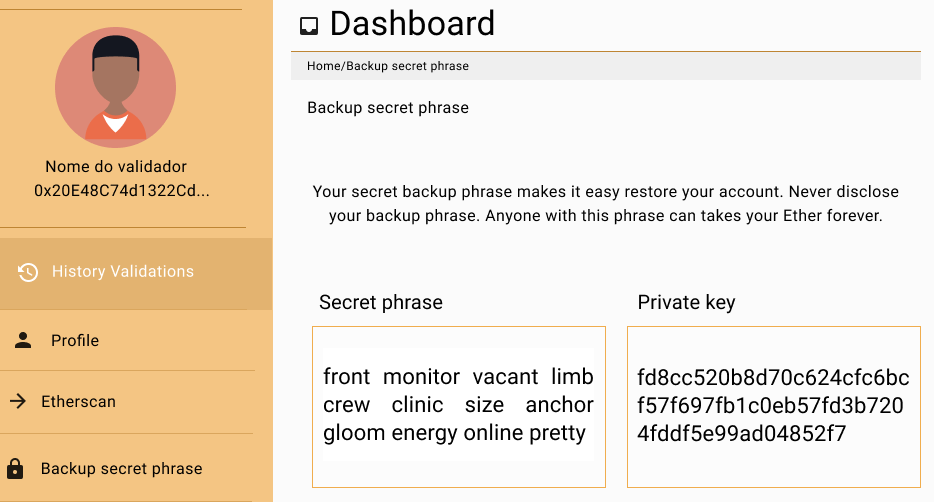 Dashboard
Home/Backup secret phrase
Backup secret phrase
Nome do validador
0x20E48C74d1322Cd...
Your secret backup phrase makes it easy restore your account. Never disclose
your backup phrase. Anyone with this phrase can takes your Ether forever.
History Validations
Profile
Etherscan
Backup secret phrase
Secret phrase
front monitor vacant limb
crew clinic size anchor
gloom energy online pretty
Private key
fd8cc520b8d70c624cfc6bc
f57f697fb1c0eb57fd3b720
4fddf5e99ad04852f7